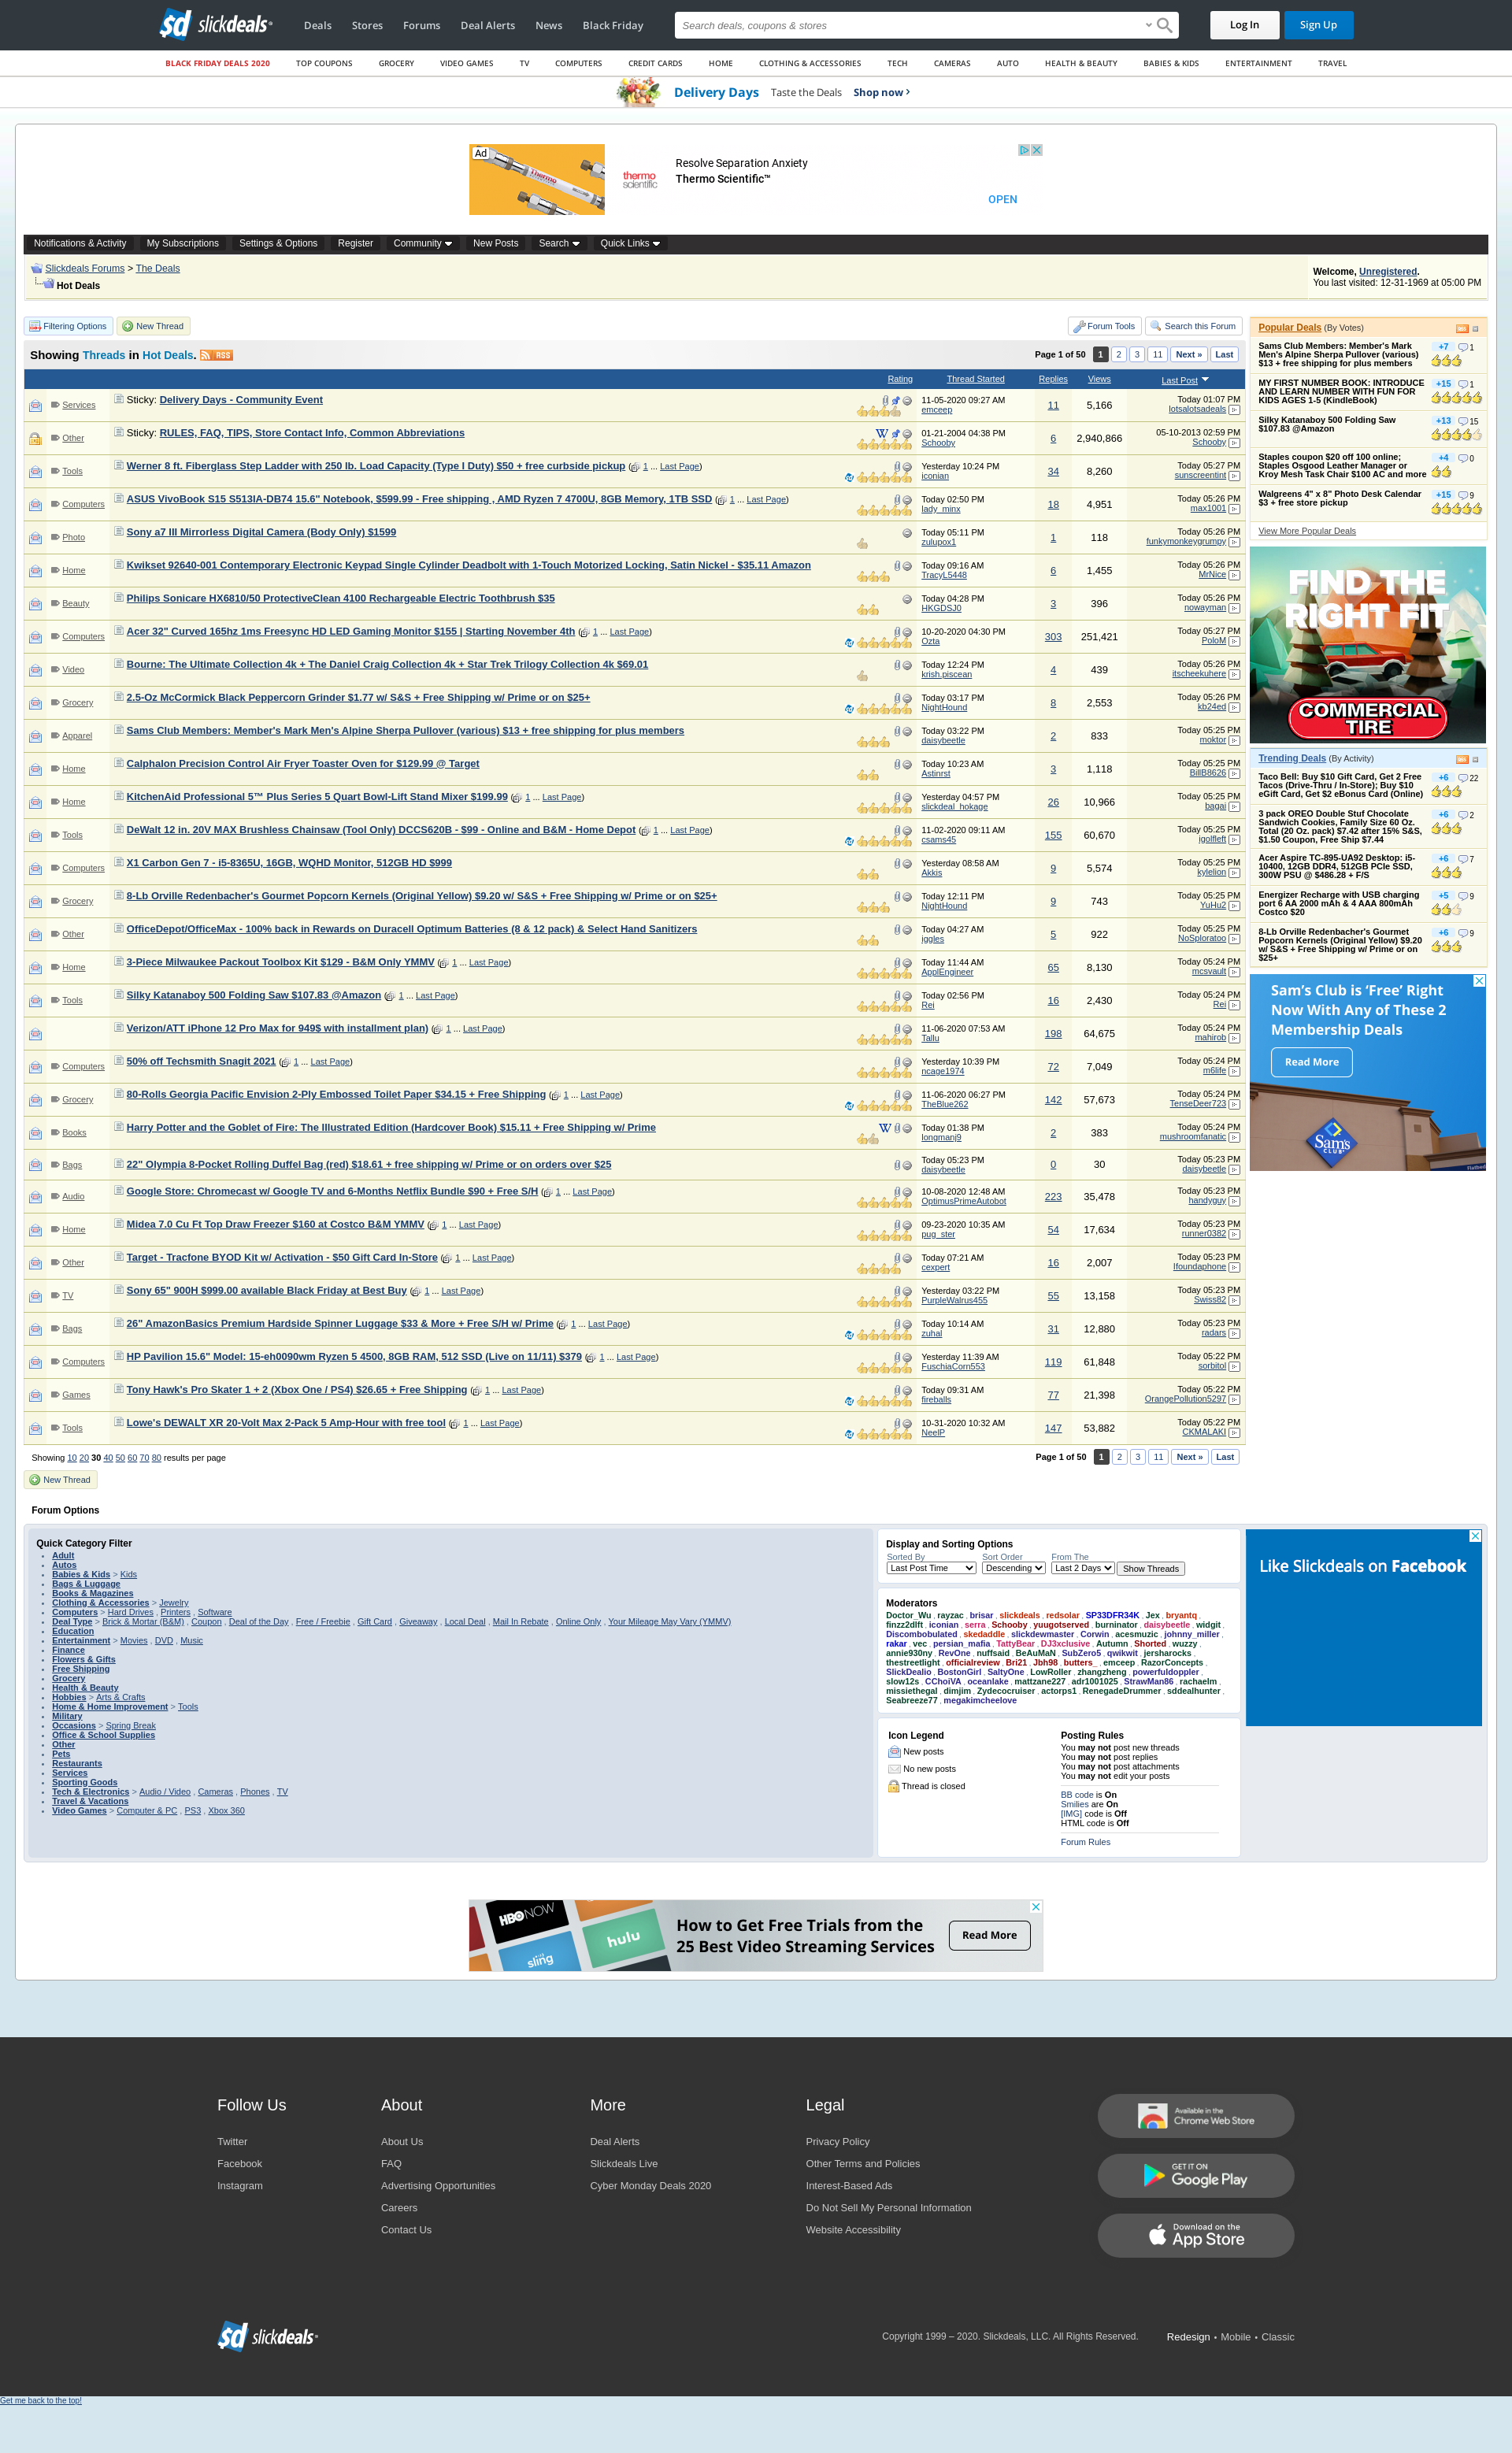 slickdeals Deals Stores Forums Deal Alerts News Black Friday Search deals, coupons & stores Log In Sign Up
BLACK FRIDAY DEALS 2020 TOP COUPONS GROCERY VIDEO GAMES TV COMPUTERS CREDIT CARDS HOME CLOTHING & ACCESSORIES TECH CAMERAS AUTO HEALTH & BEAUTY BABIES & KIDS ENTERTAINMENT TRAVEL
Delivery Days Taste the Deals Shop now
Ad
thermo scientific
Resolve Separation Anxiety
Thermo Scientific™
OPEN
Notifications & Activity My Subscriptions Settings & Options Register Community New Posts Search Quick Links
Slickdeals Forums > The Deals
Hot Deals
Welcome, Unregistered.
You last visited: 12-31-1969 at 05:00 PM
Filtering Options New Thread Forum Tools Search this Forum
Showing Threads in Hot Deals. RSS Page 1 of 50 1 2 3 11 Next » Last
Rating Thread Started Replies Views Last Post
Services Sticky: Delivery Days - Community Event 11-05-2020 09:27 AM emceep 11 5,166 Today 01:07 PM lotsalotsadeals
Other Sticky: RULES, FAQ, TIPS, Store Contact Info, Common Abbreviations 01-21-2004 04:38 PM Schooby 6 2,940,866 05-10-2013 02:59 PM Schooby
Tools Werner 8 ft. Fiberglass Step Ladder with 250 lb. Load Capacity (Type I Duty) $50 + free curbside pickup ( 1 ... Last Page) Yesterday 10:24 PM iconian 34 8,260 Today 05:27 PM sunscreentint
Computers ASUS VivoBook S15 S513IA-DB74 15.6" Notebook, $599.99 - Free shipping , AMD Ryzen 7 4700U, 8GB Memory, 1TB SSD ( 1 ... Last Page) Today 02:50 PM lady_minx 18 4,951 Today 05:26 PM max1001
Photo Sony a7 III Mirrorless Digital Camera (Body Only) $1599 Today 05:11 PM zulupox1 1 118 Today 05:26 PM funkymonkeygrumpy
Home Kwikset 92640-001 Contemporary Electronic Keypad Single Cylinder Deadbolt with 1-Touch Motorized Locking, Satin Nickel - $35.11 Amazon Today 09:16 AM TracyL5448 6 1,455 Today 05:26 PM MrNice
Beauty Philips Sonicare HX6810/50 ProtectiveClean 4100 Rechargeable Electric Toothbrush $35 Today 04:28 PM HKGDSJ0 3 396 Today 05:26 PM nowayman
Computers Acer 32" Curved 165hz 1ms Freesync HD LED Gaming Monitor $155 | Starting November 4th ( 1 ... Last Page) 10-20-2020 04:30 PM Ozta 303 251,421 Today 05:27 PM PoloM
Video Bourne: The Ultimate Collection 4k + The Daniel Craig Collection 4k + Star Trek Trilogy Collection 4k $69.01 Today 12:24 PM krish.piscean 4 439 Today 05:26 PM itscheekuhere
Grocery 2.5-Oz McCormick Black Peppercorn Grinder $1.77 w/ S&S + Free Shipping w/ Prime or on $25+ Today 03:17 PM NightHound 8 2,553 Today 05:26 PM kb24ed
Apparel Sams Club Members: Member's Mark Men's Alpine Sherpa Pullover (various) $13 + free shipping for plus members Today 03:22 PM daisybeetle 2 833 Today 05:25 PM moktor
Home Calphalon Precision Control Air Fryer Toaster Oven for $129.99 @ Target Today 10:23 AM Astinrst 3 1,118 Today 05:25 PM BillB8626
Home KitchenAid Professional 5™ Plus Series 5 Quart Bowl-Lift Stand Mixer $199.99 ( 1 ... Last Page) Yesterday 04:57 PM slickdeal_hokage 26 10,966 Today 05:25 PM bagai
Tools DeWalt 12 in. 20V MAX Brushless Chainsaw (Tool Only) DCCS620B - $99 - Online and B&M - Home Depot ( 1 ... Last Page) 11-02-2020 09:11 AM csams45 155 60,670 Today 05:25 PM igolfleft
Computers X1 Carbon Gen 7 - i5-8365U, 16GB, WQHD Monitor, 512GB HD $999 Yesterday 08:58 AM Akkis 9 5,574 Today 05:25 PM kylelion
Grocery 8-Lb Orville Redenbacher's Gourmet Popcorn Kernels (Original Yellow) $9.20 w/ S&S + Free Shipping w/ Prime or on $25+ Today 12:11 PM NightHound 9 743 Today 05:25 PM YuHu2
Other OfficeDepot/OfficeMax - 100% back in Rewards on Duracell Optimum Batteries (8 & 12 pack) & Select Hand Sanitizers Today 04:27 AM iggles 5 922 Today 05:25 PM NoSploratoo
Home 3-Piece Milwaukee Packout Toolbox Kit $129 - B&M Only YMMV ( 1 ... Last Page) Today 11:44 AM ApplEngineer 65 8,130 Today 05:24 PM mcsvault
Tools Silky Katanaboy 500 Folding Saw $107.83 @Amazon ( 1 ... Last Page) Today 02:56 PM Rei 16 2,430 Today 05:24 PM Rei
Verizon/ATT iPhone 12 Pro Max for 949$ with installment plan) ( 1 ... Last Page) 11-06-2020 07:53 AM Tallu 198 64,675 Today 05:24 PM mahirob
Computers 50% off Techsmith Snagit 2021 ( 1 ... Last Page) Yesterday 10:39 PM ncage1974 72 7,049 Today 05:24 PM m6life
Grocery 80-Rolls Georgia Pacific Envision 2-Ply Embossed Toilet Paper $34.15 + Free Shipping ( 1 ... Last Page) 11-06-2020 06:27 PM TheBlue262 142 57,673 Today 05:24 PM TenseDeer723
Books Harry Potter and the Goblet of Fire: The Illustrated Edition (Hardcover Book) $15.11 + Free Shipping w/ Prime Today 01:38 PM longmanj9 2 383 Today 05:24 PM mushroomfanatic
Bags 22" Olympia 8-Pocket Rolling Duffel Bag (red) $18.61 + free shipping w/ Prime or on orders over $25 Today 05:23 PM daisybeetle 0 30 Today 05:23 PM daisybeetle
Audio Google Store: Chromecast w/ Google TV and 6-Months Netflix Bundle $90 + Free S/H ( 1 ... Last Page) 10-08-2020 12:48 AM OptimusPrimeAutobot 223 35,478 Today 05:23 PM handyguy
Home Midea 7.0 Cu Ft Top Draw Freezer $160 at Costco B&M YMMV ( 1 ... Last Page) 09-23-2020 10:35 AM pug_ster 54 17,634 Today 05:23 PM runner0382
Other Target - Tracfone BYOD Kit w/ Activation - $50 Gift Card In-Store ( 1 ... Last Page) Today 07:21 AM cexpert 16 2,007 Today 05:23 PM Ifoundaphone
TV Sony 65" 900H $999.00 available Black Friday at Best Buy ( 1 ... Last Page) Yesterday 03:22 PM PurpleWalrus455 55 13,158 Today 05:23 PM Swiss82
Bags 26" AmazonBasics Premium Hardside Spinner Luggage $33 & More + Free S/H w/ Prime ( 1 ... Last Page) Today 10:14 AM zuhal 31 12,880 Today 05:23 PM radars
Computers HP Pavilion 15.6" Model: 15-eh0090wm Ryzen 5 4500, 8GB RAM, 512 SSD (Live on 11/11) $379 ( 1 ... Last Page) Yesterday 11:39 AM FuschiaCorn553 119 61,848 Today 05:22 PM sorbitol
Games Tony Hawk's Pro Skater 1 + 2 (Xbox One / PS4) $26.65 + Free Shipping ( 1 ... Last Page) Today 09:31 AM fireballs 77 21,398 Today 05:22 PM OrangePollution5297
Tools Lowe's DEWALT XR 20-Volt Max 2-Pack 5 Amp-Hour with free tool ( 1 ... Last Page) 10-31-2020 10:32 AM NeelP 147 53,882 Today 05:22 PM CKMALAKI
Showing 10 20 30 40 50 60 70 80 results per page Page 1 of 50 1 2 3 11 Next » Last
New Thread
Popular Deals (By Votes)
Sams Club Members: Member's Mark Men's Alpine Sherpa Pullover (various) $13 + free shipping for plus members +7 1
MY FIRST NUMBER BOOK: INTRODUCE AND LEARN NUMBER WITH FUN FOR KIDS AGES 1-5 (KindleBook) +15 1
Silky Katanaboy 500 Folding Saw $107.83 @Amazon +13 15
Staples coupon $20 off 100 online; Staples Osgood Leather Manager or Kroy Mesh Task Chair $100 AC and more +4 0
Walgreens 4" x 8" Photo Desk Calendar $3 + free store pickup +15 9
View More Popular Deals
FIND THE
RIGHT FIT
COMMERCIAL
TIRE
Trending Deals (By Activity)
Taco Bell: Buy $10 Gift Card, Get 2 Free Tacos (Drive-Thru / In-Store); Buy $10 eGift Card, Get $2 eBonus Card (Online) +6 22
3 pack OREO Double Stuf Chocolate Sandwich Cookies, Family Size 60 Oz. Total (20 Oz. pack) $7.42 after 15% S&S, $1.50 Coupon, Free Ship $7.44 +6 2
Acer Aspire TC-895-UA92 Desktop: i5-10400, 12GB DDR4, 512GB PCIe SSD, 300W PSU @ $486.28 + F/S +6 7
Energizer Recharge with USB charging port 6 AA 2000 mAh & 4 AAA 800mAh Costco $20 +5 9
8-Lb Orville Redenbacher's Gourmet Popcorn Kernels (Original Yellow) $9.20 w/ S&S + Free Shipping w/ Prime or on $25+ +6 9
Sam's Club is 'Free' Right
Now With Any of These 2
Membership Deals
Read More
Sam's CLUB
Forum Options
Quick Category Filter
Adult
Autos
Babies & Kids > Kids
Bags & Luggage
Books & Magazines
Clothing & Accessories > Jewelry
Computers > Hard Drives , Printers , Software
Deal Type > Brick & Mortar (B&M) , Coupon , Deal of the Day , Free / Freebie , Gift Card , Giveaway , Local Deal , Mail In Rebate , Online Only , Your Mileage May Vary (YMMV)
Education
Entertainment > Movies , DVD , Music
Finance
Flowers & Gifts
Free Shipping
Grocery
Health & Beauty
Hobbies > Arts & Crafts
Home & Home Improvement > Tools
Military
Occasions > Spring Break
Office & School Supplies
Other
Pets
Restaurants
Services
Sporting Goods
Tech & Electronics > Audio / Video , Cameras , Phones , TV
Travel & Vacations
Video Games > Computer & PC , PS3 , Xbox 360
Display and Sorting Options
Sorted By Sort Order From The
Last Post Time Descending Last 2 Days Show Threads
Moderators
Doctor_Wu , rayzac , brisar , slickdeals , redsolar , SP33DFR34K , Jex , bryantq ,
finzz2dlft , iconian , serra , Schooby , yuugotserved , burninator , daisybeetle , widgit ,
Discombobulated , skedaddle , slickdewmaster , Corwin , acesmuzic , johnny_miller ,
rakar , vec , persian_mafia , TattyBear , DJ3xclusive , Autumn , Shorted , wuzzy ,
annie930ny , RevOne , nuffsaid , BeAuMaN , SubZero5 , qwikwit , jersharocks ,
thestreetlight , officialreview , Bri21 , Jbh98 , butters_ , emceep , RazorConcepts ,
SlickDealio , BostonGirl , SaltyOne , LowRoller , zhangzheng , powerfuldoppler ,
slow12s , CChoiVA , oceanlake , mattzane227 , adr1001025 , StrawMan86 , rachaelm ,
missiethegal , dimjim , Zydecocruiser , actorps1 , RenegadeDrummer , sddealhunter ,
Seabreeze77 , megakimcheelove
Icon Legend
New posts
No new posts
Thread is closed
Posting Rules
You may not post new threads
You may not post replies
You may not post attachments
You may not edit your posts
BB code is On
Smilies are On
[IMG] code is Off
HTML code is Off
Forum Rules
Like Slickdeals on Facebook
HBO NOW
hulu
sling
How to Get Free Trials from the
25 Best Video Streaming Services
Read More
Follow Us
Twitter
Facebook
Instagram
About
About Us
FAQ
Advertising Opportunities
Careers
Contact Us
More
Deal Alerts
Slickdeals Live
Cyber Monday Deals 2020
Legal
Privacy Policy
Other Terms and Policies
Interest-Based Ads
Do Not Sell My Personal Information
Website Accessibility
Available in the
Chrome Web Store
GET IT ON
Google Play
Download on the
App Store
slickdeals
Copyright 1999 – 2020. Slickdeals, LLC. All Rights Reserved. Redesign • Mobile • Classic
Get me back to the top!